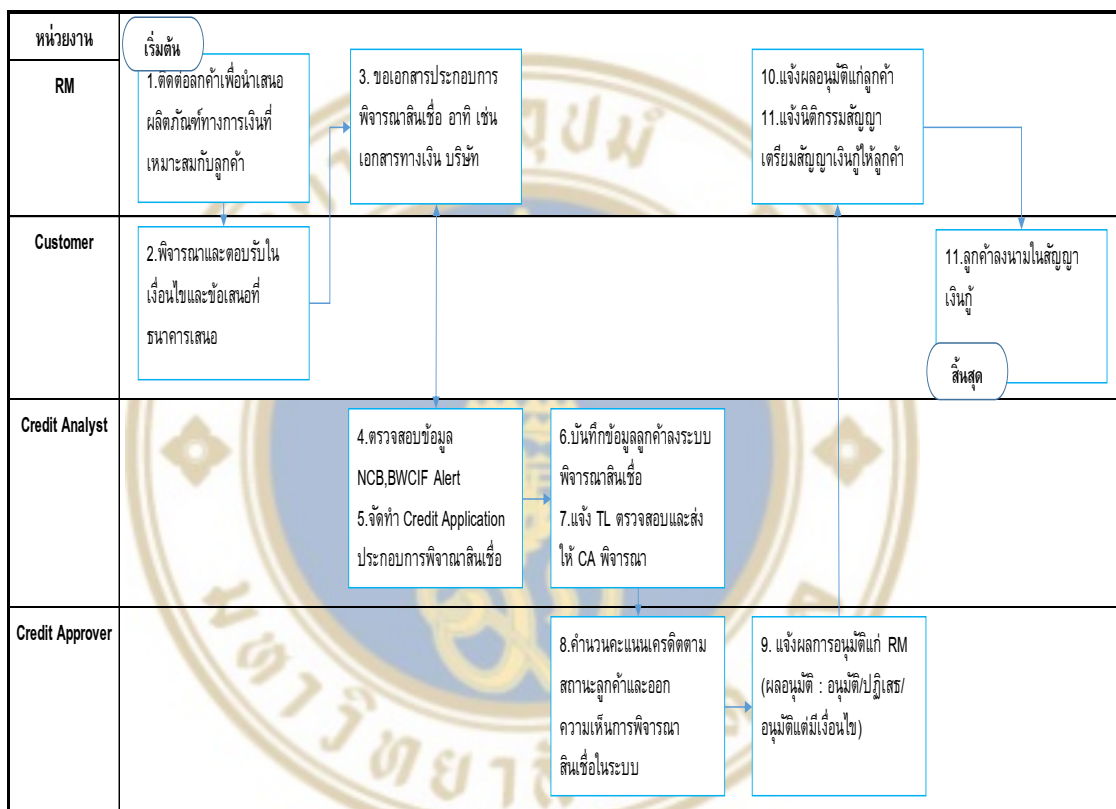 หน่วยงาน
เริ่มต้น
RM
1.ติดต่อลูกค้าเพื่อนำเสนอ
ผลิตภัณฑ์ทางการเงินที่
เหมาะสมกับลูกค้า
3. ขอเอกสารประกอบการ
พิจารณาสินเชื่อ อาทิ เช่น
เอกสารทางเงิน บริษัท
10.แจ้งผลอนุมัติแก่ลูกค้า
11.แจ้งนิติกรรมสัญญา
เตรียมสัญญาเงินกู้ให้ลูกค้า
Customer
2.พิจารณาและตอบรับใน
เงื่อนไขและข้อเสนอที่
ธนาคารเสนอ
11.ลูกค้าลงนามในสัญญา
เงินกู้
สิ้นสุด
Credit Analyst
4.ตรวจสอบข้อมูล
NCB,BWCIF Alert
5.จัดทำ Credit Application
ประกอบการพิจาณาสินเชื่อ
6.บันทึกข้อมูลลูกค้าลงระบบ
พิจารณาสินเชื่อ
7.แจ้ง TL ตรวจสอบและส่ง
ให้ CA พิจารณา
Credit Approver
8.คำนวนคะแนนเครดิตตาม
สถานะลูกค้าและออก
ความเห็นการพิจารณา
สินเชื่อในระบบ
9. แจ้งผลการอนุมัติแก่ RM
(ผลอนุมัติ : อนุมัติ/ปฏิเสธ/
อนุมัติแต่มีเงื่อนไข)